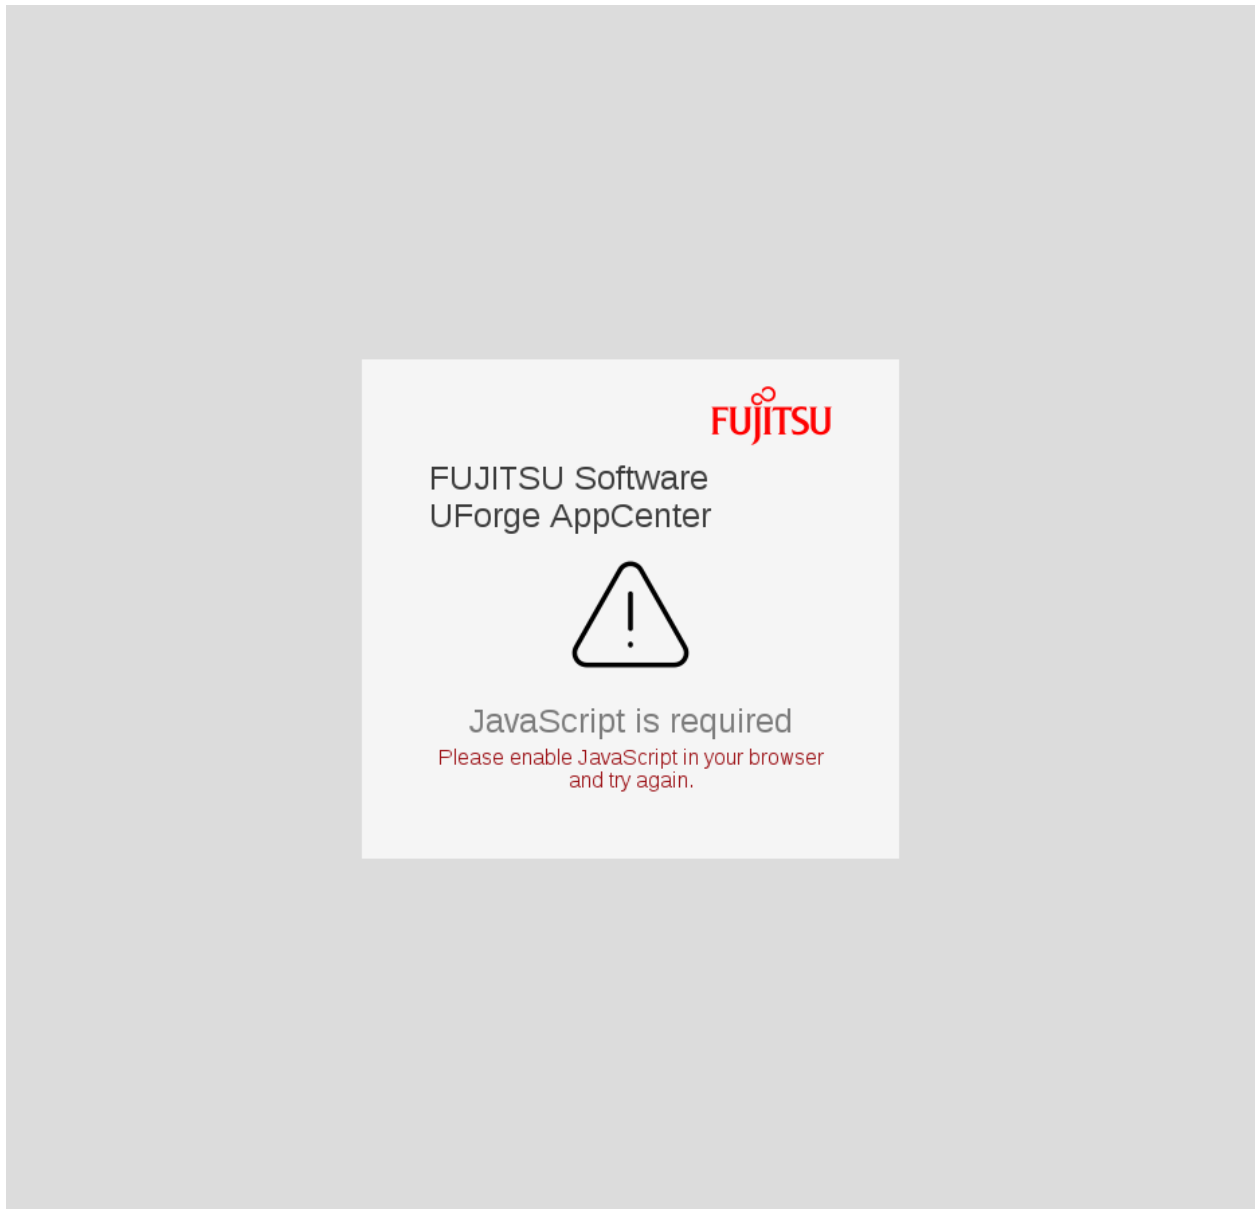 FUJITSU
FUJITSU Software
UForge AppCenter
JavaScript is required
Please enable JavaScript in your browser
and try again.